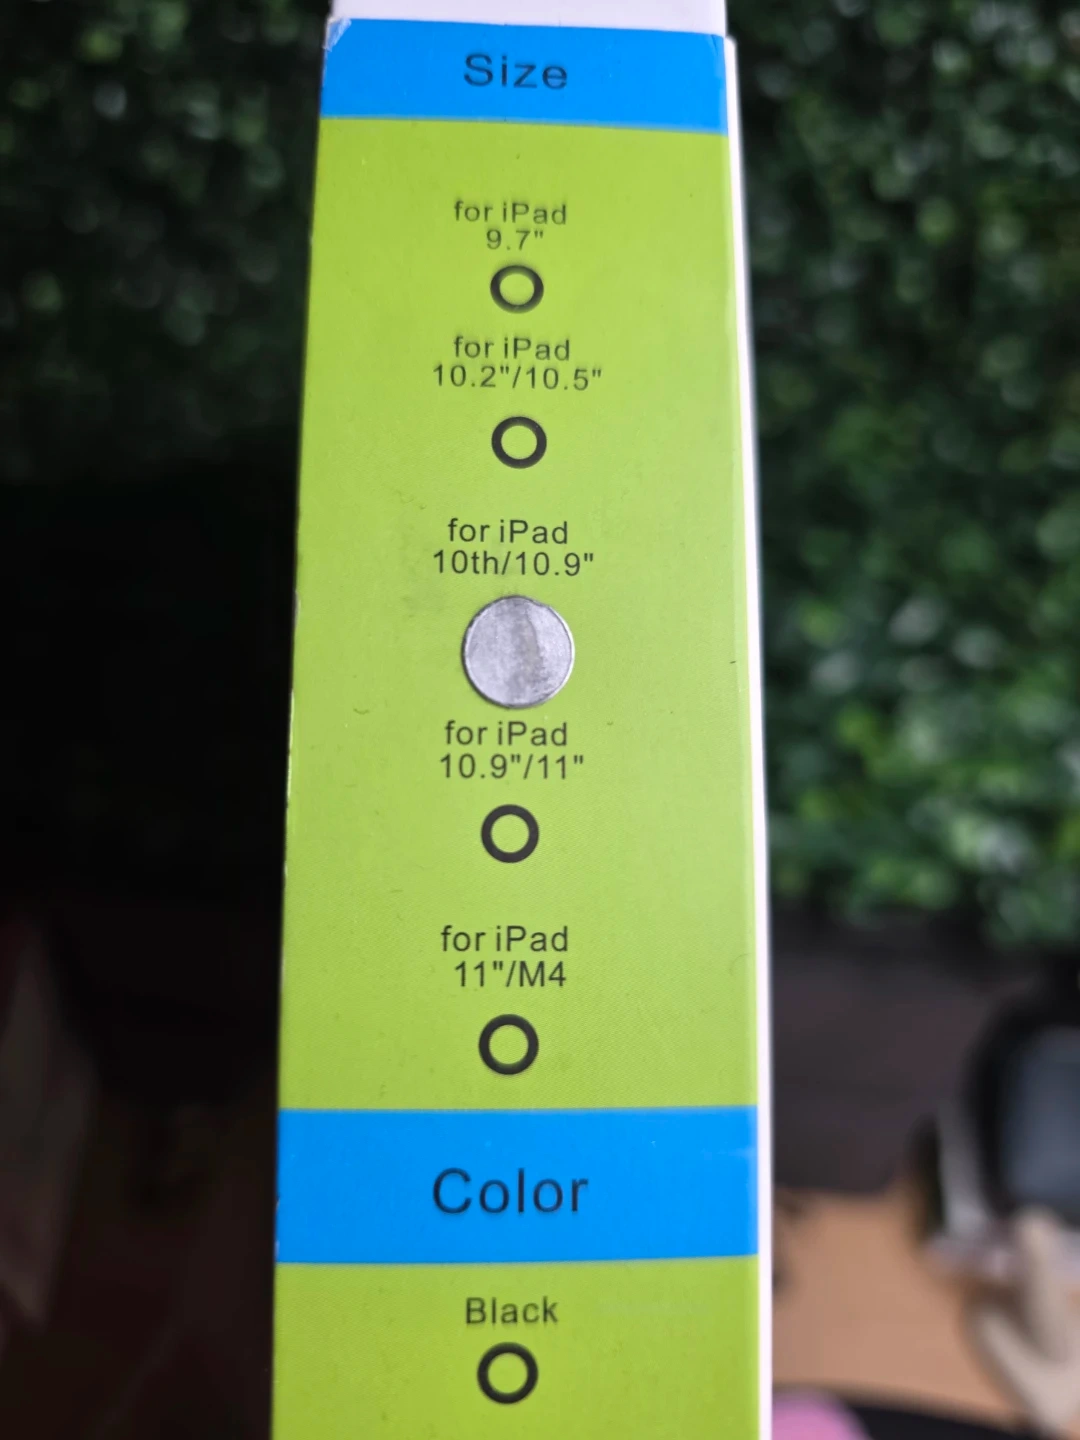 Size
for iPad
9.7"
for iPad
10.2"/10.5"
for iPad
10th/10.9"
for iPad
10.9"/11"
for iPad
11"/M4
Color
Black